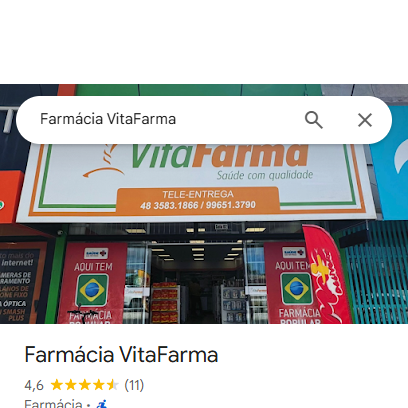 Farmácia VitaFarma
VitaFarma
Saúde com qualidade
TELE-ENTREGA
48 3583.1866 / 99651.3790
internet!
AQUI TEM
FARMÁCIA
POPULAR
AQUI TEM
FARMÁCIA
POPULAR
Farmácia VitaFarma
4,6 (11)
Farmácia ·